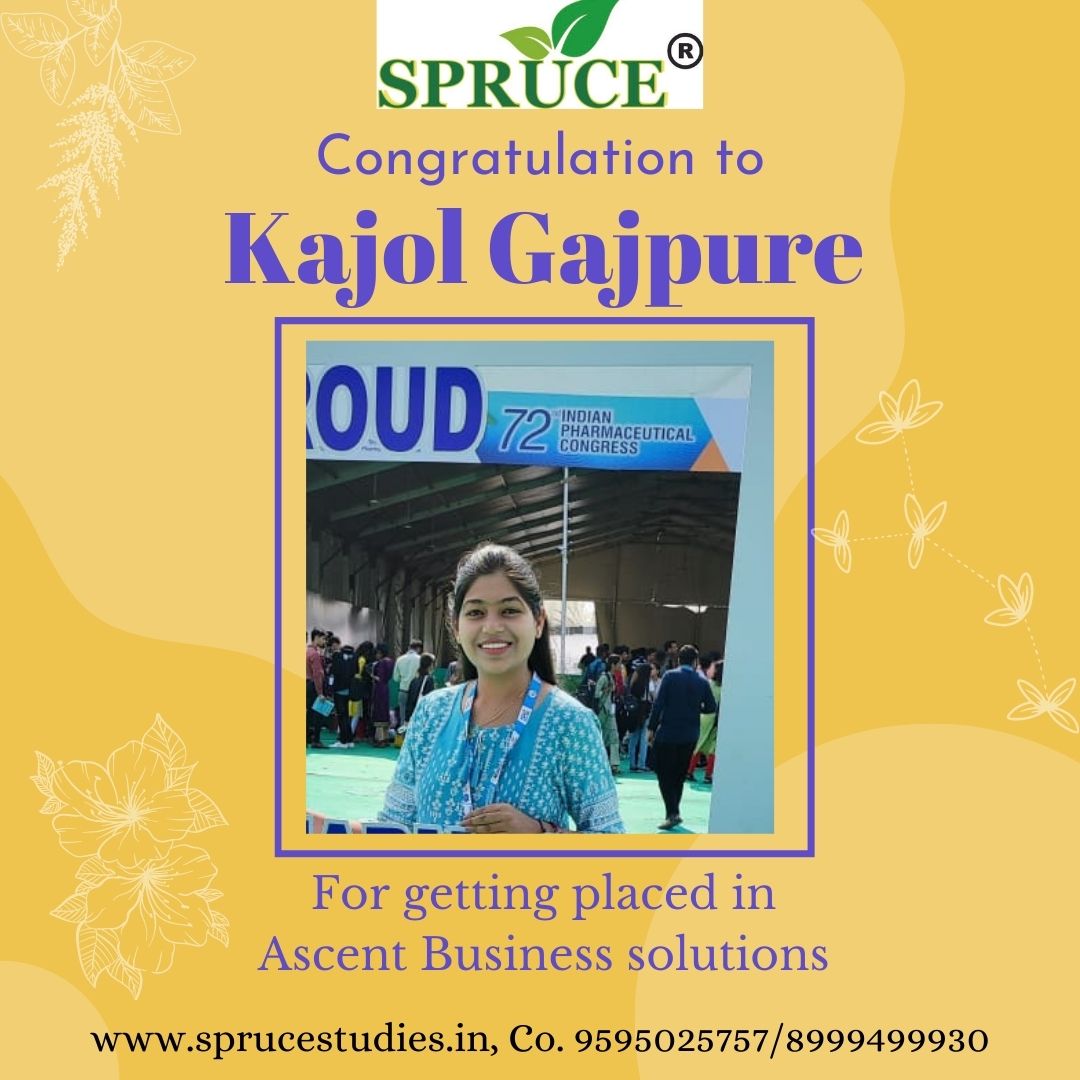 SPRUCE®
Congratulation to
Kajol Gajpure
ROUD
72
INDIAN
PHARMACEUTICAL
CONGRESS
For getting placed in
Ascent Business solutions
www.sprucestudies.in, Co. 9595025757/8999499930